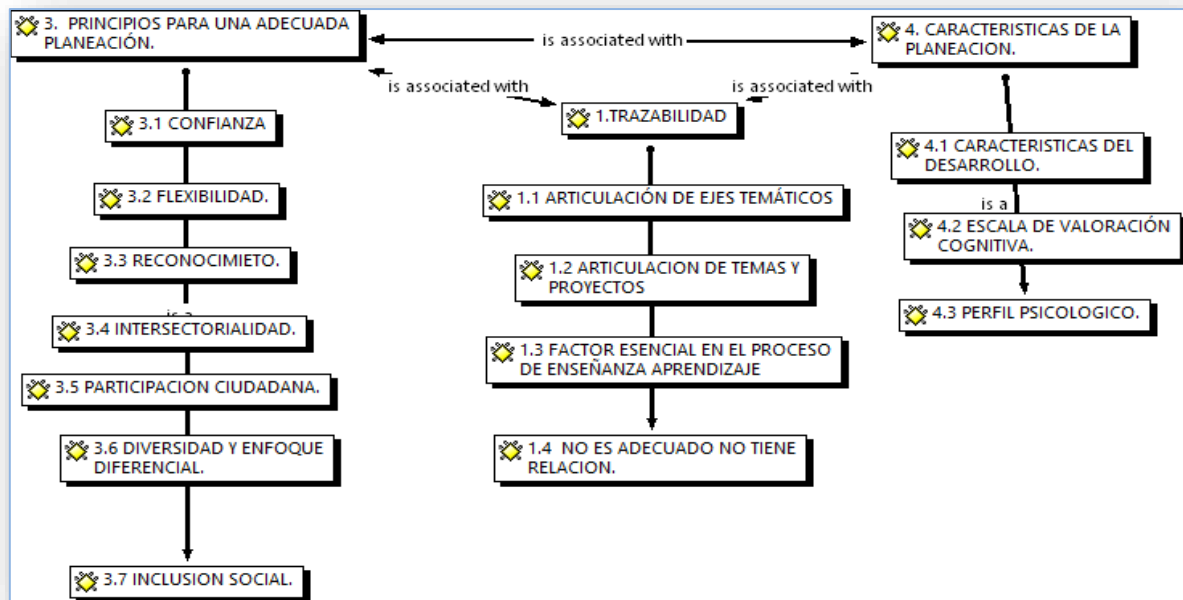 3. PRINCIPIOS PARA UNA ADECUADA
PLANEACIÓN.
is associated with
4. CARACTERISTICAS DE LA
PLANEACION.
is associated with
is associated with
1.TRAZABILIDAD
3.1 CONFIANZA
4.1 CARACTERISTICAS DEL
DESARROLLO.
3.2 FLEXIBILIDAD.
1.1 ARTICULACIÓN DE EJES TEMÁTICOS
is a
4.2 ESCALA DE VALORACIÓN
COGNITIVA.
3.3 RECONOCIMIETO.
1.2 ARTICULACION DE TEMAS Y
PROYECTOS
4.3 PERFIL PSICOLOGICO.
is a
3.4 INTERSECTORIALIDAD.
1.3 FACTOR ESENCIAL EN EL PROCESO
DE ENSEÑANZA APRENDIZAJE
3.5 PARTICIPACION CIUDADANA.
3.6 DIVERSIDAD Y ENFOQUE
DIFERENCIAL.
1.4 NO ES ADECUADO NO TIENE
RELACION.
3.7 INCLUSION SOCIAL.